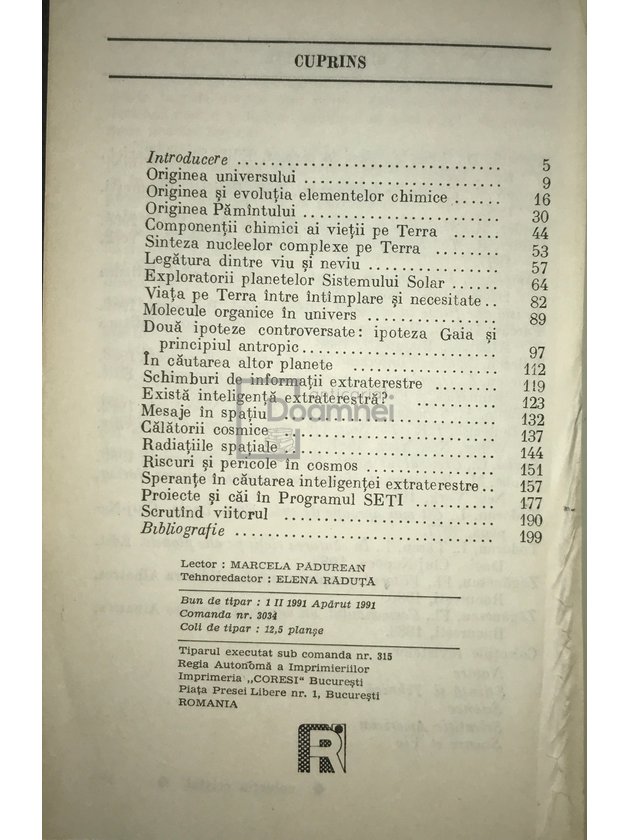 CUPRINS
Introducere 5
Originea universului 9
Originea și evoluția elementelor chimice 16
Originea Pămîntului 30
Componenții chimici ai vieții pe Terra 44
Sinteza nucleelor complexe pe Terra 53
Legătura dintre viu și neviu 57
Exploratorii planetelor Sistemului Solar 64
Viața pe Terra între întîmplare și necesitate 82
Molecule organice în univers 89
Două ipoteze controversate: ipoteza Gaia și
principiul antropic 97
În căutarea altor planete 112
Schimburi de informații extraterestre 119
Există inteligență extraterestră? 123
Mesaje în spațiu 132
Călătorii cosmice 137
Radiațiile spațiale 144
Riscuri și pericole în cosmos 151
Speranțe în căutarea inteligenței extraterestre 157
Proiecte și căi în Programul SETI 177
Scrutînd viitorul 190
Bibliografie 199
Lector : MARCELA PĂDUREAN
Tehnoredactor : ELENA RĂDUȚĂ
Bun de tipar : 1 II 1991 Apărut 1991
Comanda nr. 3034
Coli de tipar : 12,5 planșe
Tiparul executat sub comanda nr. 315
Regia Autonomă a Imprimeriilor
Imprimeria „CORESI" București
Piața Presei Libere nr. 1, București
ROMANIA
Doamnei